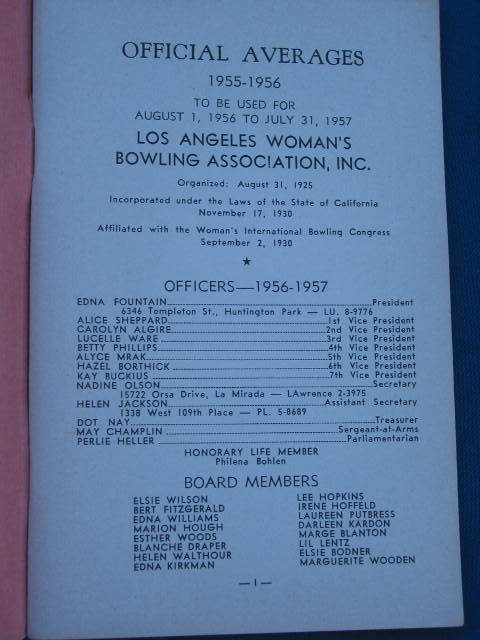 OFFICIAL AVERAGES
1955-1956
TO BE USED FOR
AUGUST 1, 1956 TO JULY 31, 1957
LOS ANGELES WOMAN'S
BOWLING ASSOCIATION, INC.
Organized: August 31, 1925
Incorporated under the Laws of the State of California
November 17, 1930
Affiliated with the Woman's International Bowling Congress
September 2, 1930
★
OFFICERS—1956-1957
EDNA FOUNTAIN President
6346 Templeton St., Huntington Park — LU. 8-9776
ALICE SHEPPARD 1st Vice President
CAROLYN ALGIRE 2nd Vice President
LUCELLE WARE 3rd Vice President
BETTY PHILLIPS 4th Vice President
ALYCE MRAK 5th Vice President
HAZEL BORTHICK 6th Vice President
KAY BUCKIUS 7th Vice President
NADINE OLSON Secretary
15722 Orsa Drive, La Mirada — LAwrence 2-3975
HELEN JACKSON Assistant Secretary
1338 West 109th Place — PL. 5-8689
DOT NAY Treasurer
MAY CHAMPLIN Sergeant-at-Arms
PERLIE HELLER Parliamentarian
HONORARY LIFE MEMBER
Philena Bohlen
BOARD MEMBERS
ELSIE WILSON
BERT FITZGERALD
EDNA WILLIAMS
MARION HOUGH
ESTHER WOODS
BLANCHE DRAPER
HELEN WALTHOUR
EDNA KIRKMAN
LEE HOPKINS
IRENE HOFFELD
LAUREEN PUTBRESS
DARLEEN KARDON
MARGE BLANTON
LIL LENTZ
ELSIE BODNER
MARGUERITE WOODEN
— 1 —